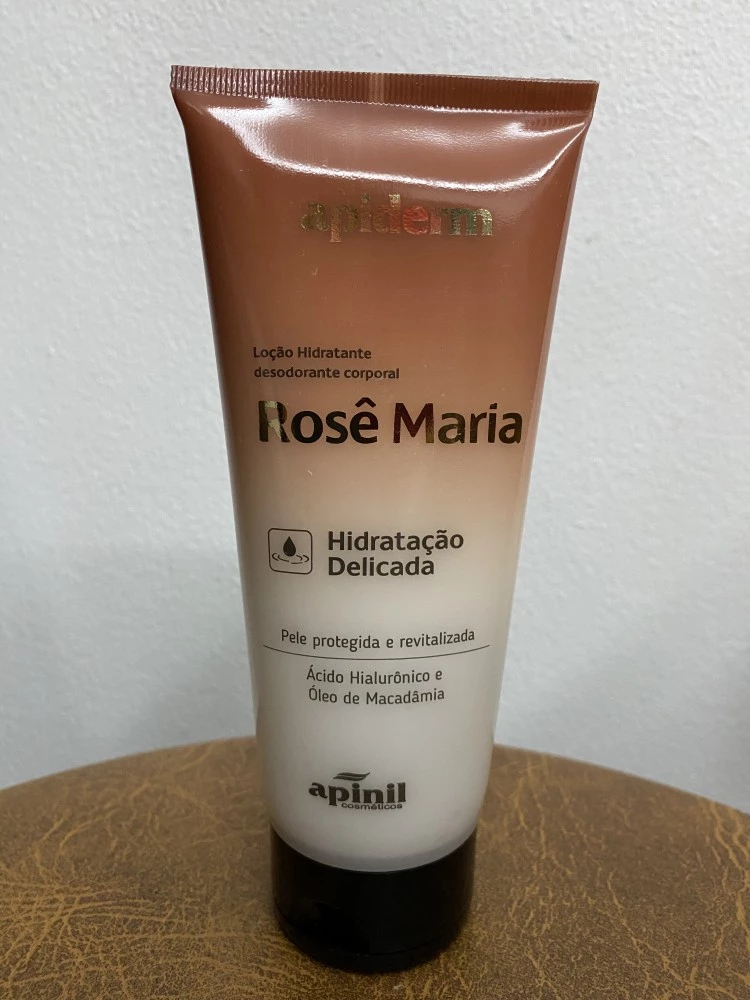 apiderm
Loção Hidratante
desodorante corporal
Rosê Maria
Hidratação
Delicada
Pele protegida e revitalizada
Ácido Hialurônico e
Óleo de Macadâmia
apinil
cosméticos